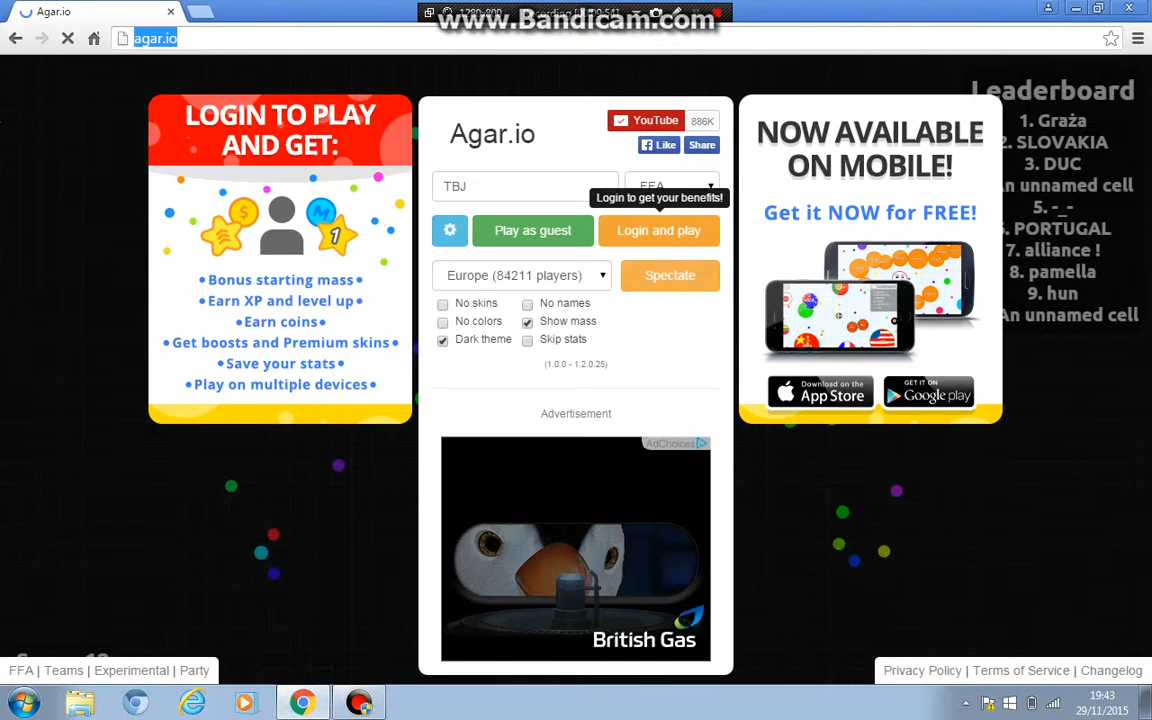 Agar.io
www.Bandicam.com
agar.io
LOGIN TO PLAY
AND GET:
Bonus starting mass
Earn XP and level up
Earn coins
Get boosts and Premium skins
Save your stats
Play on multiple devices
Agar.io
YouTube 886K
Like Share
TBJ FFA
Login to get your benefits!
Play as guest Login and play
Europe (84211 players) Spectate
No skins No names
No colors Show mass
Dark theme Skip stats
(1.0.0 - 1.2.0.25)
Advertisement
AdChoices
British Gas
NOW AVAILABLE
ON MOBILE!
Get it NOW for FREE!
Download on the
App Store
GET IT ON
Google play
Leaderboard
1. Graża
2. SLOVAKIA
3. DUC
An unnamed cell
5. -_-
PORTUGAL
7. alliance !
8. pamella
9. hun
An unnamed cell
FFA | Teams | Experimental | Party
Privacy Policy | Terms of Service | Changelog
19:43
29/11/2015